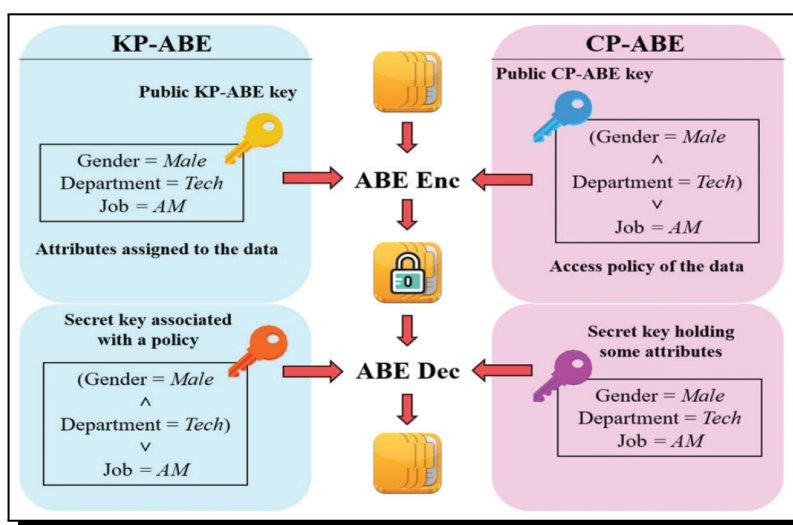 KP-ABE
Public KP-ABE key
Gender = Male
Department = Tech
Job = AM
Attributes assigned to the data
CP-ABE
Public CP-ABE key
(Gender = Male
^
Department = Tech)
˅
Job = AM
Access policy of the data
ABE Enc
0
Secret key associated
with a policy
(Gender = Male
^
Department = Tech)
˅
Job = AM
ABE Dec
Secret key holding
some attributes
Gender = Male
Department = Tech
Job = AM